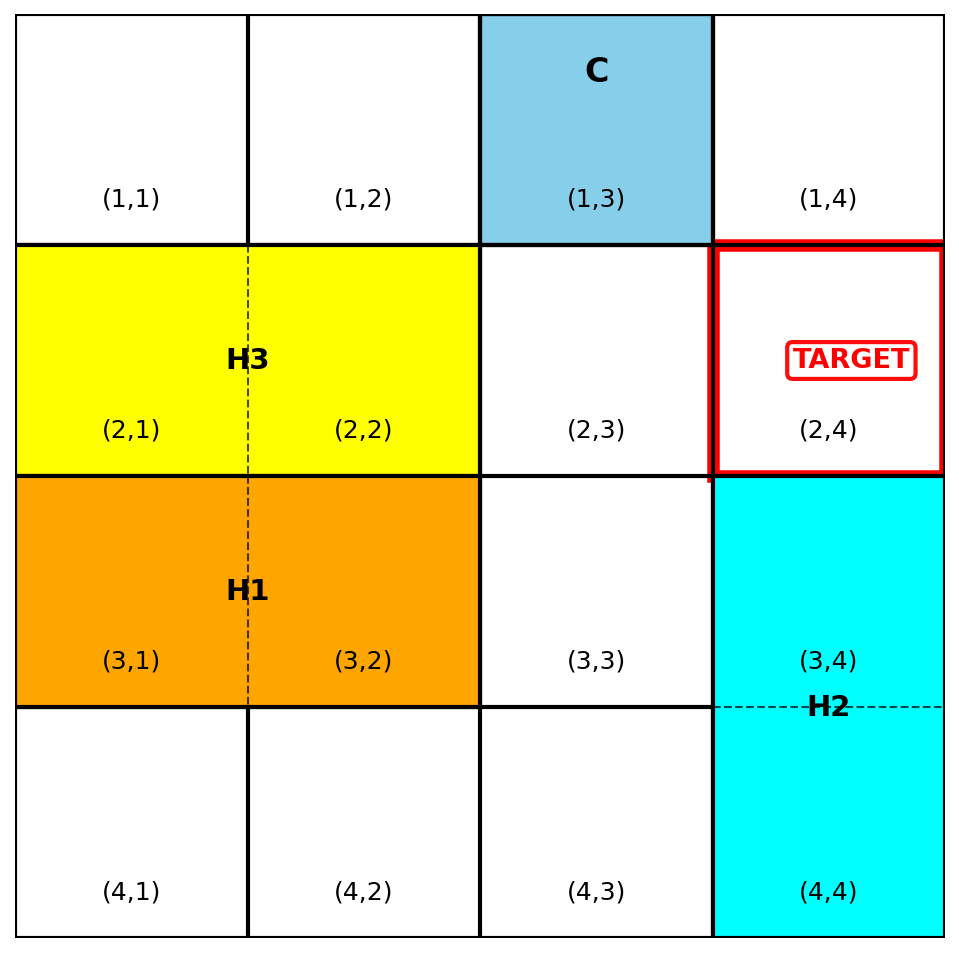 C
(1,1) (1,2) (1,3) (1,4)
H3 TARGET
(2,1) (2,2) (2,3) (2,4)
H1
(3,1) (3,2) (3,3) (3,4)
H2
(4,1) (4,2) (4,3) (4,4)